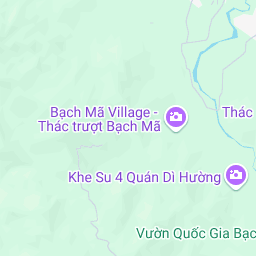 Bạch Mã Village -
Thác trượt Bạch Mã
Thác
Khe Su 4 Quán Dì Hường
Vườn Quốc Gia Bạc